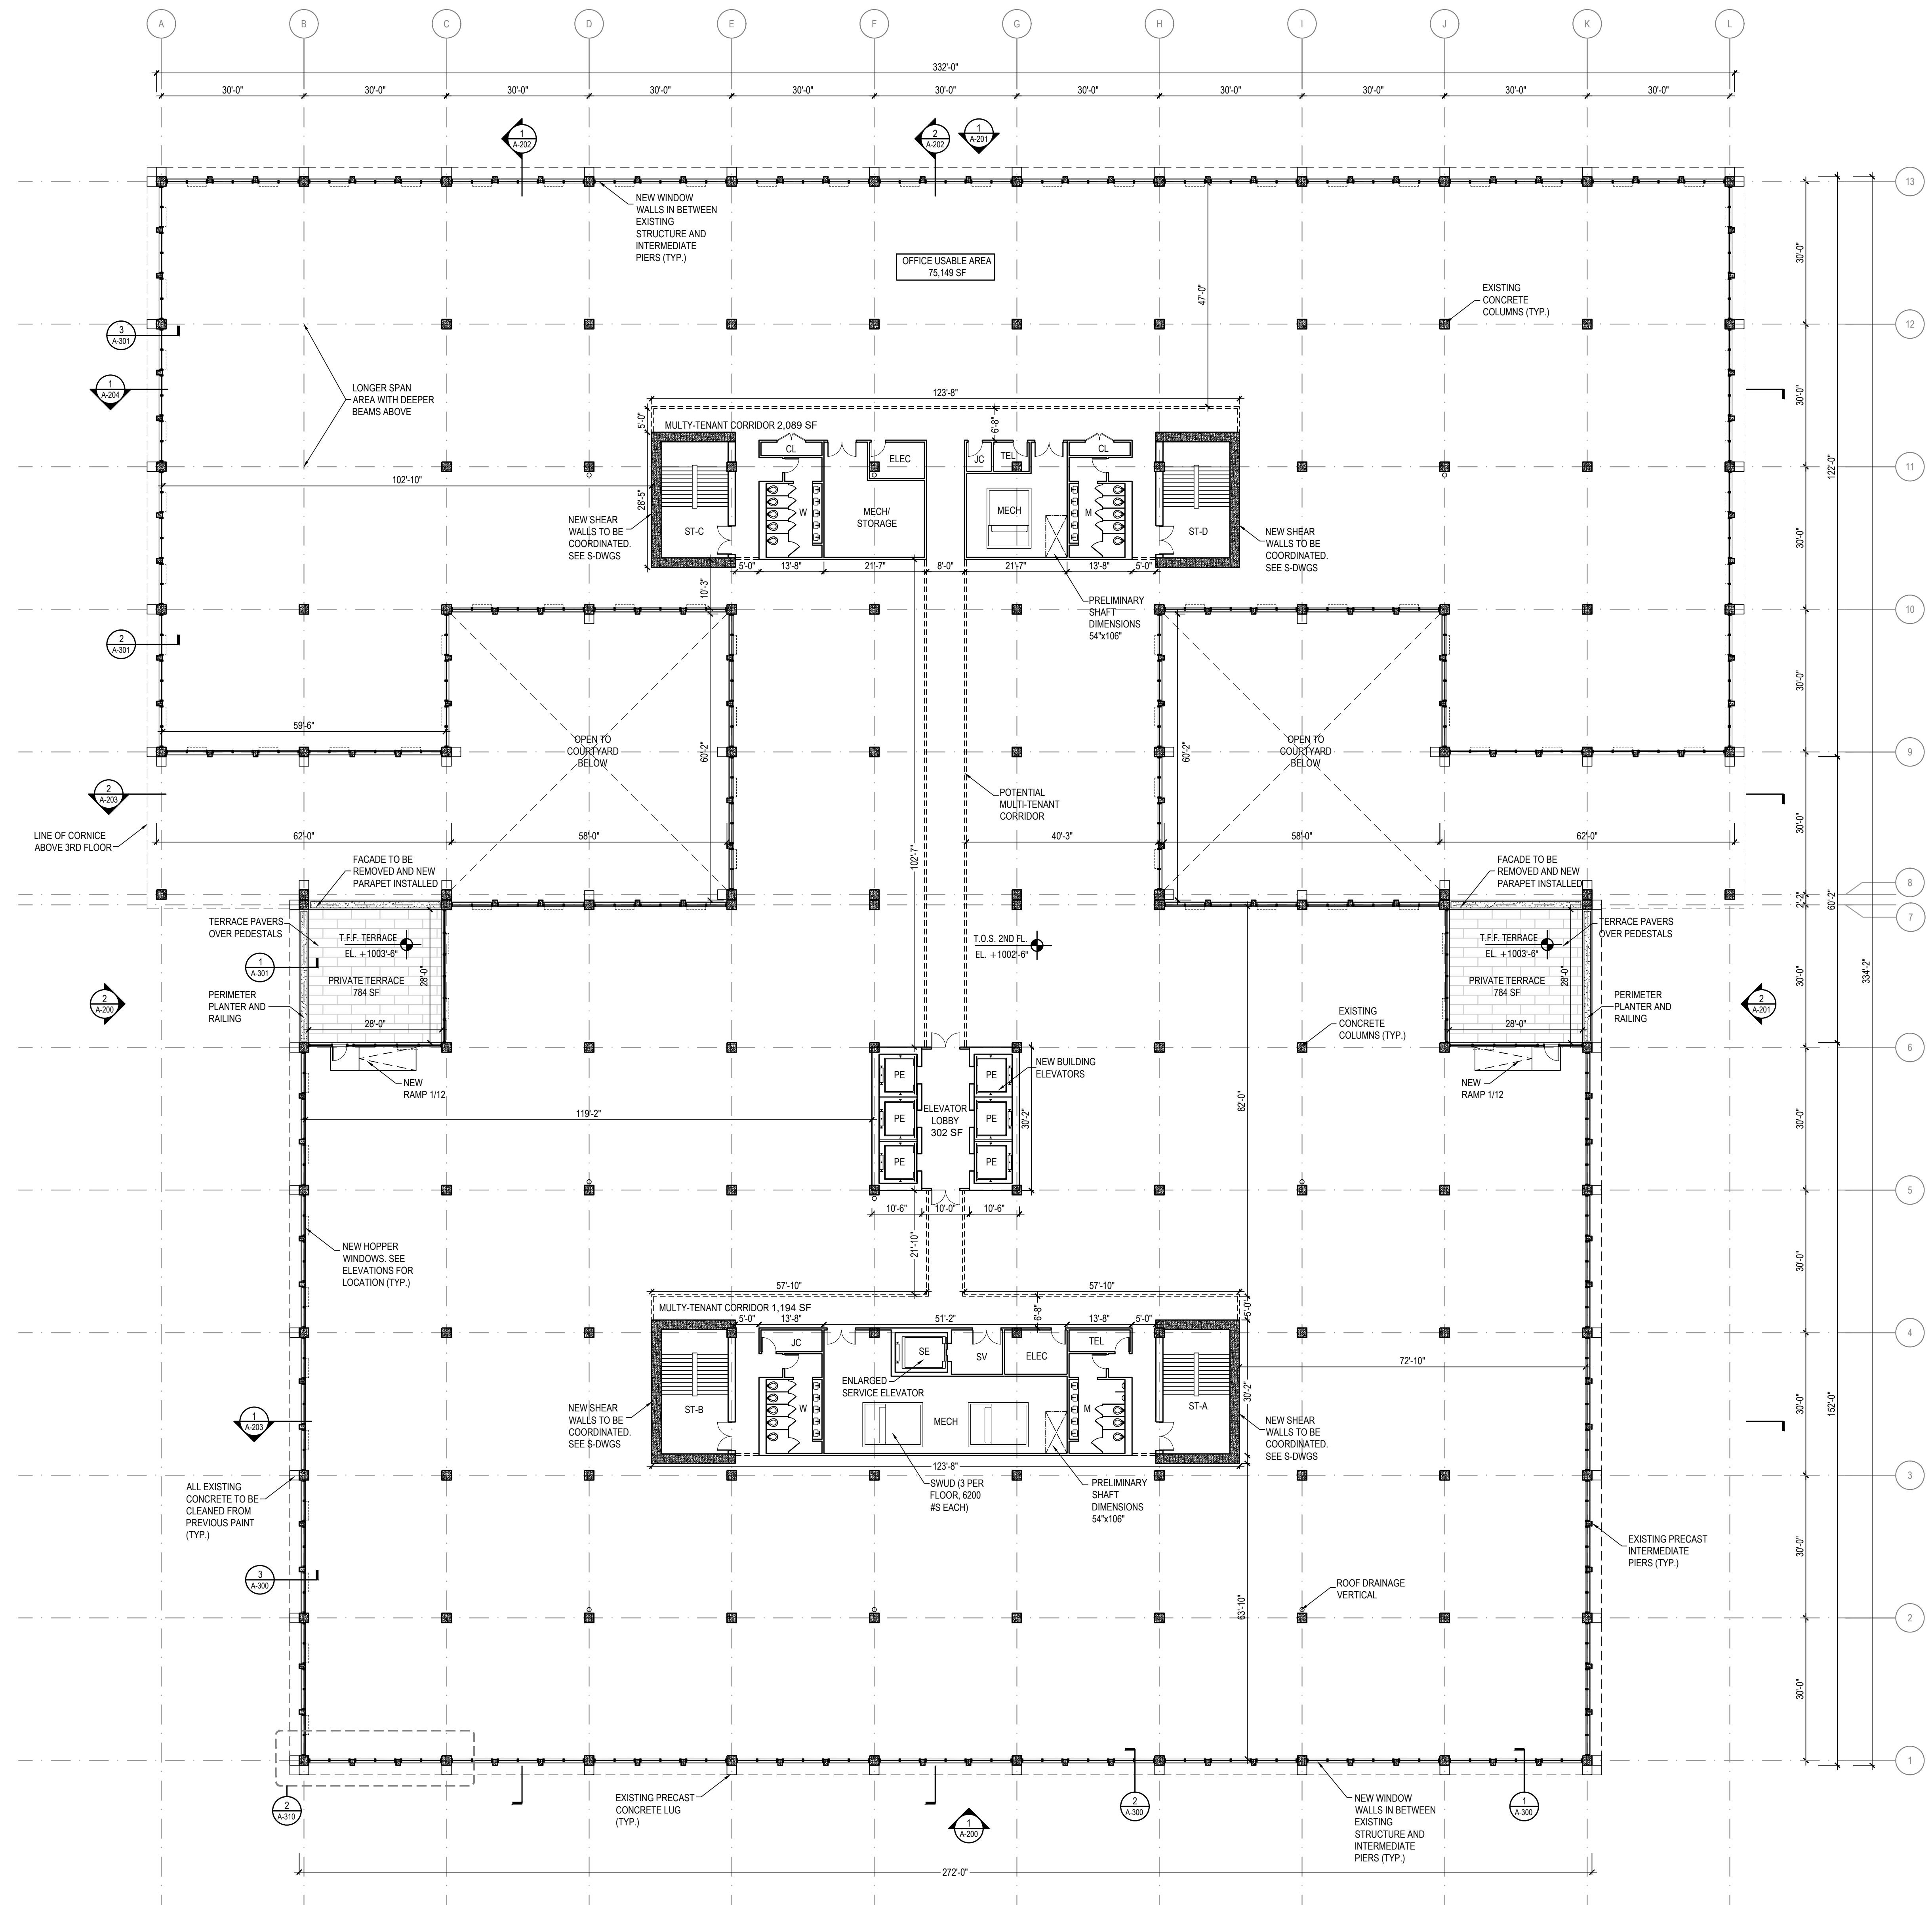 A
B
C
D
E
F
G
H
I
J
K
L
332'-0"
30'-0"
30'-0"
30'-0"
30'-0"
30'-0"
30'-0"
30'-0"
30'-0"
30'-0"
30'-0"
30'-0"
1
A-202
2
A-202
1
A-201
13
NEW WINDOW
WALLS IN BETWEEN
EXISTING
STRUCTURE AND
INTERMEDIATE
PIERS (TYP.)
OFFICE USABLE AREA
75,149 SF
30'-0"
47'-0"
EXISTING
CONCRETE
COLUMNS (TYP.)
3
A-301
12
1
A-204
LONGER SPAN
AREA WITH DEEPER
BEAMS ABOVE
123'-8"
30'-0"
5'-0"
MULTY-TENANT CORRIDOR 2,089 SF
6'-8"
CL
ELEC
JC
TEL
CL
11
122'-0"
102'-10"
28'-5"
NEW SHEAR
WALLS TO BE
COORDINATED.
SEE S-DWGS
ST-C
W
MECH/
STORAGE
MECH
M
ST-D
NEW SHEAR
WALLS TO BE
COORDINATED.
SEE S-DWGS
30'-0"
5'-0"
13'-8"
21'-7"
8'-0"
21'-7"
13'-8"
5'-0"
10'-3"
PRELIMINARY
SHAFT
DIMENSIONS
54"x106"
10
2
A-301
30'-0"
59'-6"
OPEN TO
COURTYARD
BELOW
60'-2"
60'-2"
OPEN TO
COURTYARD
BELOW
9
2
A-203
POTENTIAL
MULTI-TENANT
CORRIDOR
30'-0"
LINE OF CORNICE
ABOVE 3RD FLOOR
62'-0"
58'-0"
40'-3"
58'-0"
62'-0"
102'-7"
FACADE TO BE
REMOVED AND NEW
PARAPET INSTALLED
FACADE TO BE
REMOVED AND NEW
PARAPET INSTALLED
8
2'-2"
60'-2"
7
TERRACE PAVERS
OVER PEDESTALS
T.F.F. TERRACE
EL. +1003'-6"
T.O.S. 2ND FL.
EL. +1002'-6"
T.F.F. TERRACE
EL. +1003'-6"
TERRACE PAVERS
OVER PEDESTALS
1
A-301
PRIVATE TERRACE
784 SF
28'-0"
PRIVATE TERRACE
784 SF
28'-0"
30'-0"
334'-2"
2
A-200
PERIMETER
PLANTER AND
RAILING
28'-0"
28'-0"
PERIMETER
PLANTER AND
RAILING
2
A-201
EXISTING
CONCRETE
COLUMNS (TYP.)
6
NEW
RAMP 1/12
PE
PE
NEW BUILDING
ELEVATORS
NEW
RAMP 1/12
119'-2"
PE
ELEVATOR
LOBBY
302 SF
PE
30'-2"
82'-0"
30'-0"
PE
PE
5
10'-6"
10'-0"
10'-6"
21'-10"
NEW HOPPER
WINDOWS. SEE
ELEVATIONS FOR
LOCATION (TYP.)
30'-0"
57'-10"
57'-10"
MULTY-TENANT CORRIDOR 1,194 SF
6'-8"
5'-0"
5'-0"
13'-8"
51'-2"
13'-8"
5'-0"
4
JC
SE
SV
ELEC
TEL
72'-10"
ENLARGED
SERVICE ELEVATOR
30'-2"
30'-0"
152'-0"
1
A-203
NEW SHEAR
WALLS TO BE
COORDINATED.
SEE S-DWGS
ST-B
W
MECH
M
ST-A
NEW SHEAR
WALLS TO BE
COORDINATED.
SEE S-DWGS
123'-8"
3
ALL EXISTING
CONCRETE TO BE
CLEANED FROM
PREVIOUS PAINT
(TYP.)
SWUD (3 PER
FLOOR, 6200
#S EACH)
PRELIMINARY
SHAFT
DIMENSIONS
54"x106"
EXISTING PRECAST
INTERMEDIATE
PIERS (TYP.)
30'-0"
3
A-300
ROOF DRAINAGE
VERTICAL
63'-10"
2
30'-0"
1
2
A-310
EXISTING PRECAST
CONCRETE LUG
(TYP.)
1
A-200
2
A-300
NEW WINDOW
WALLS IN BETWEEN
EXISTING
STRUCTURE AND
INTERMEDIATE
PIERS (TYP.)
1
A-300
272'-0"